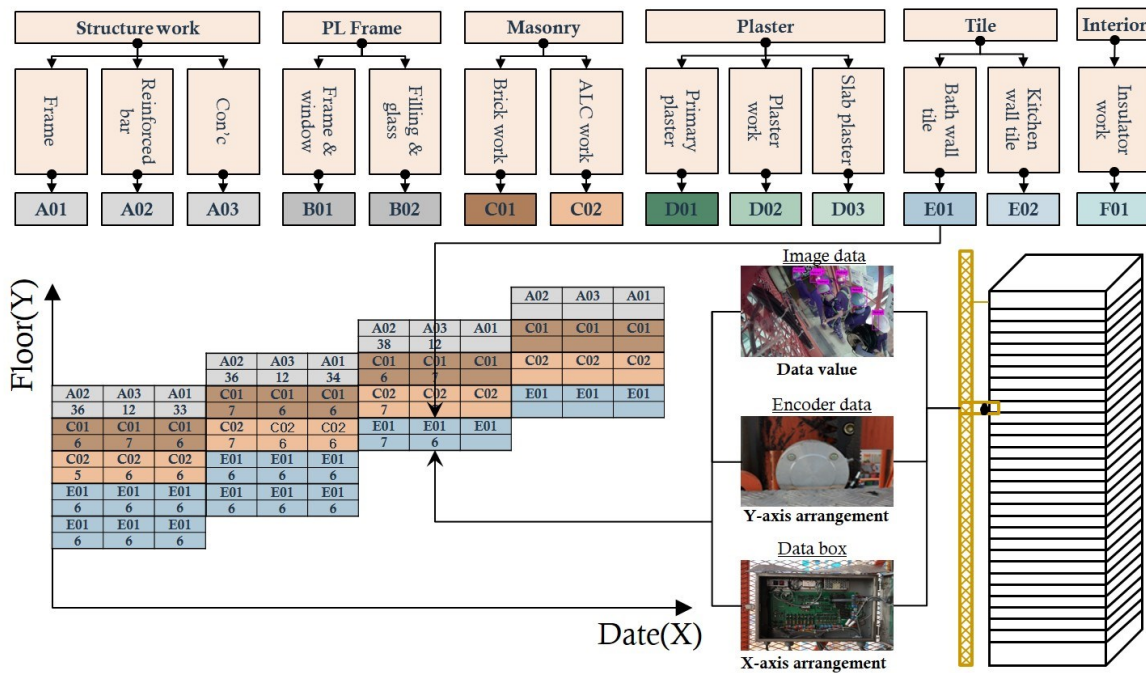 Structure work
PL Frame
Masonry
Plaster
Tile
Interior
Frame
Reinforced
bar
Con'c
Frame &
window
Filling &
glass
Brick work
ALC work
Primary
plaster
Plaster
work
Slab plaster
Bath wall
tile
Kitchen
wall tile
Insulator
work
A01 A02 A03 B01 B02 C01 C02 D01 D02 D03 E01 E02 F01
Floor(Y)
A02 A03 A01
C01 C01 C01
C02 C02 C02
E01 E01 E01
A02 A03 A01
38 12
C01 C01 C01
6 7
C02 C02 C02
7
E01 E01 E01
7 6
A02 A03 A01
36 12 34
C01 C01 C01
7 6 6
C02 C02 C02
7 6 6
E01 E01 E01
6 6 6
E01 E01 E01
6 6 6
A02 A03 A01
36 12 33
C01 C01 C01
6 7 6
C02 C02 C02
5 6 6
E01 E01 E01
6 6 6
E01 E01 E01
6 6 6
Date(X)
Image data
Data value
Encoder data
Y-axis arrangement
Data box
X-axis arrangement